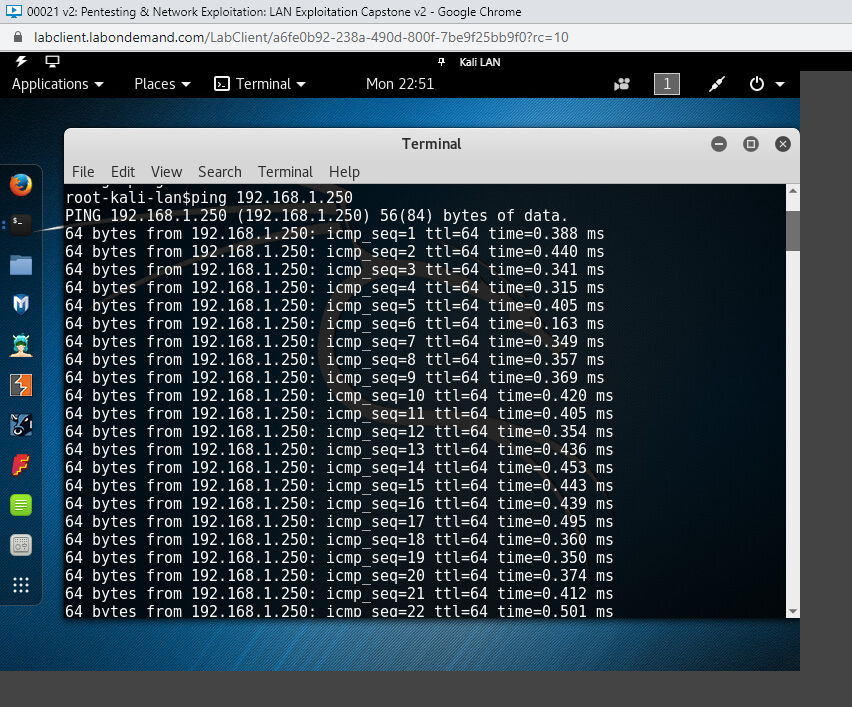 00021 v2: Pentesting & Network Exploitation: LAN Exploitation Capstone v2 - Google Chrome
labclient.labondemand.com/LabClient/a6fe0b92-238a-490d-800f-7be9f25bb9f0?rc=10
Kali LAN
Applications Places Terminal Mon 22:51 1
Terminal
File Edit View Search Terminal Help
root-kali-lan$ping 192.168.1.250
PING 192.168.1.250 (192.168.1.250) 56(84) bytes of data.
64 bytes from 192.168.1.250: icmp_seq=1 ttl=64 time=0.388 ms
64 bytes from 192.168.1.250: icmp_seq=2 ttl=64 time=0.440 ms
64 bytes from 192.168.1.250: icmp_seq=3 ttl=64 time=0.341 ms
64 bytes from 192.168.1.250: icmp_seq=4 ttl=64 time=0.315 ms
64 bytes from 192.168.1.250: icmp_seq=5 ttl=64 time=0.405 ms
64 bytes from 192.168.1.250: icmp_seq=6 ttl=64 time=0.163 ms
64 bytes from 192.168.1.250: icmp_seq=7 ttl=64 time=0.349 ms
64 bytes from 192.168.1.250: icmp_seq=8 ttl=64 time=0.357 ms
64 bytes from 192.168.1.250: icmp_seq=9 ttl=64 time=0.369 ms
64 bytes from 192.168.1.250: icmp_seq=10 ttl=64 time=0.420 ms
64 bytes from 192.168.1.250: icmp_seq=11 ttl=64 time=0.405 ms
64 bytes from 192.168.1.250: icmp_seq=12 ttl=64 time=0.354 ms
64 bytes from 192.168.1.250: icmp_seq=13 ttl=64 time=0.436 ms
64 bytes from 192.168.1.250: icmp_seq=14 ttl=64 time=0.453 ms
64 bytes from 192.168.1.250: icmp_seq=15 ttl=64 time=0.443 ms
64 bytes from 192.168.1.250: icmp_seq=16 ttl=64 time=0.439 ms
64 bytes from 192.168.1.250: icmp_seq=17 ttl=64 time=0.495 ms
64 bytes from 192.168.1.250: icmp_seq=18 ttl=64 time=0.360 ms
64 bytes from 192.168.1.250: icmp_seq=19 ttl=64 time=0.350 ms
64 bytes from 192.168.1.250: icmp_seq=20 ttl=64 time=0.374 ms
64 bytes from 192.168.1.250: icmp_seq=21 ttl=64 time=0.412 ms
64 bytes from 192.168.1.250: icmp_seq=22 ttl=64 time=0.501 ms